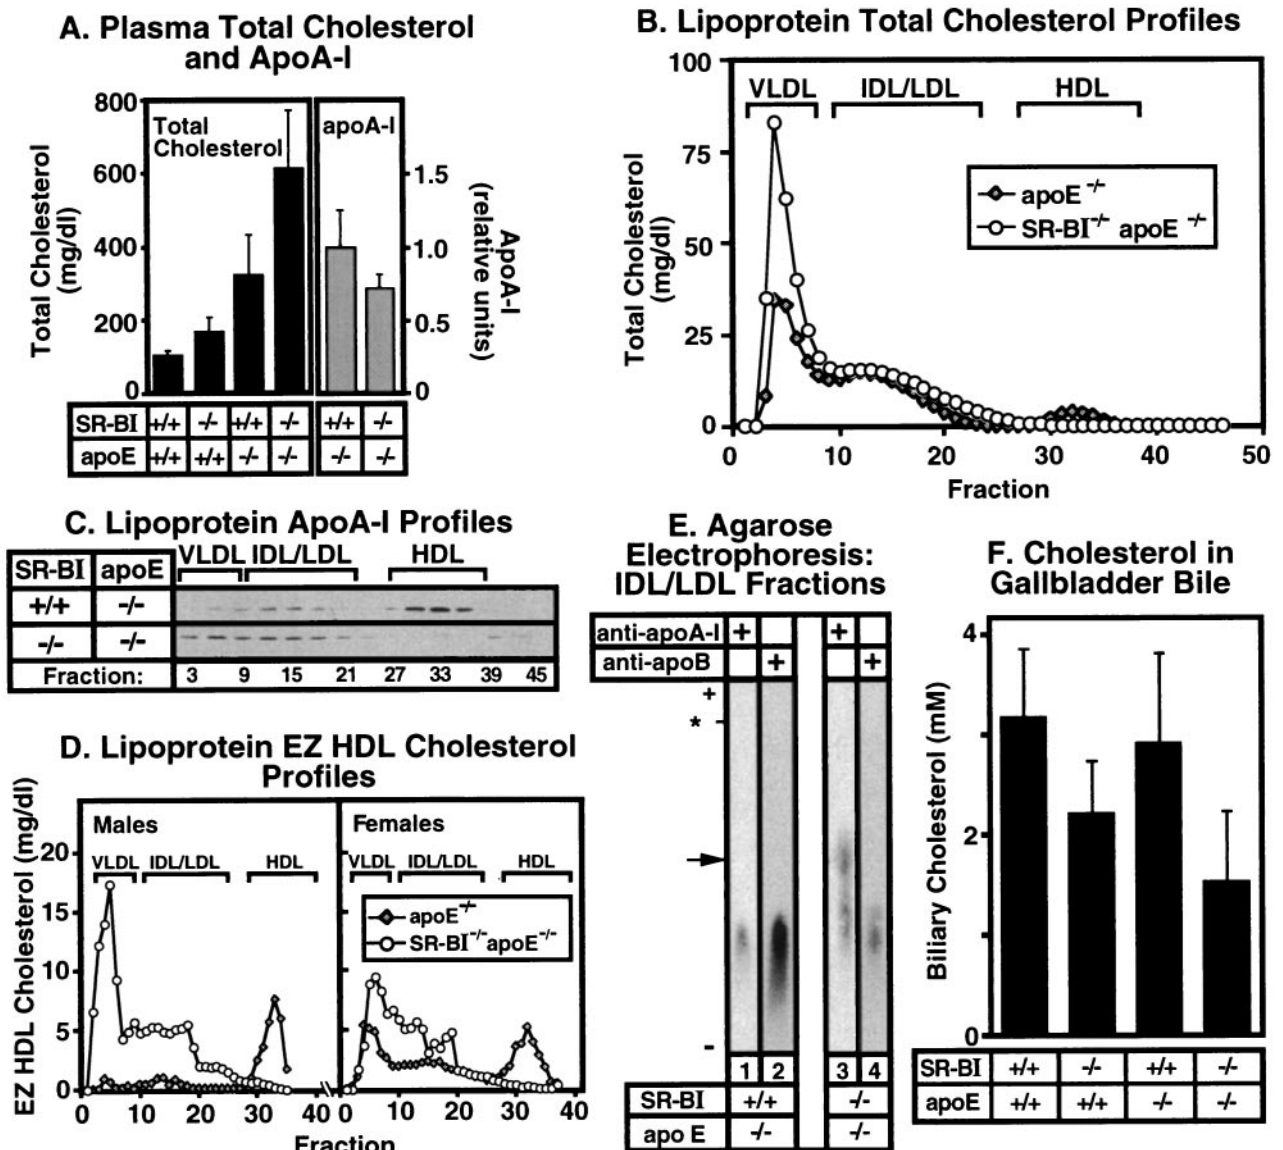 A. Plasma Total Cholesterol
and ApoA-I
800
600
400
200
0
Total Cholesterol
(mg/dl)
Total
Cholesterol
apoA-I
1.5
1.0
0.5
0
ApoA-I
(relative units)
SR-BI +/+ -/- +/+ -/- +/+ -/-
apoE +/+ +/+ -/- -/- -/- -/-
B. Lipoprotein Total Cholesterol Profiles
100
75
50
25
0
Total Cholesterol
(mg/dl)
VLDL IDL/LDL HDL
apoE -/-
SR-BI-/- apoE -/-
0 10 20 30 40 50
Fraction
C. Lipoprotein ApoA-I Profiles
SR-BI apoE VLDL IDL/LDL HDL
+/+ -/-
-/- -/-
Fraction: 3 9 15 21 27 33 39 45
D. Lipoprotein EZ HDL Cholesterol
Profiles
EZ HDL Cholesterol (mg/dl)
20
15
10
5
0
Males
VLDL IDL/LDL HDL
Females
VLDL IDL/LDL HDL
apoE-/-
SR-BI-/-apoE-/-
0 10 20 30 0 10 20 30 40
Fraction
E. Agarose
Electrophoresis:
IDL/LDL Fractions
anti-apoA-I + +
anti-apoB + +
+
*
-
1 2 3 4
SR-BI +/+ -/-
apo E -/- -/-
F. Cholesterol in
Gallbladder Bile
4
2
0
Biliary Cholesterol (mM)
SR-BI +/+ -/- +/+ -/-
apoE +/+ +/+ -/- -/-